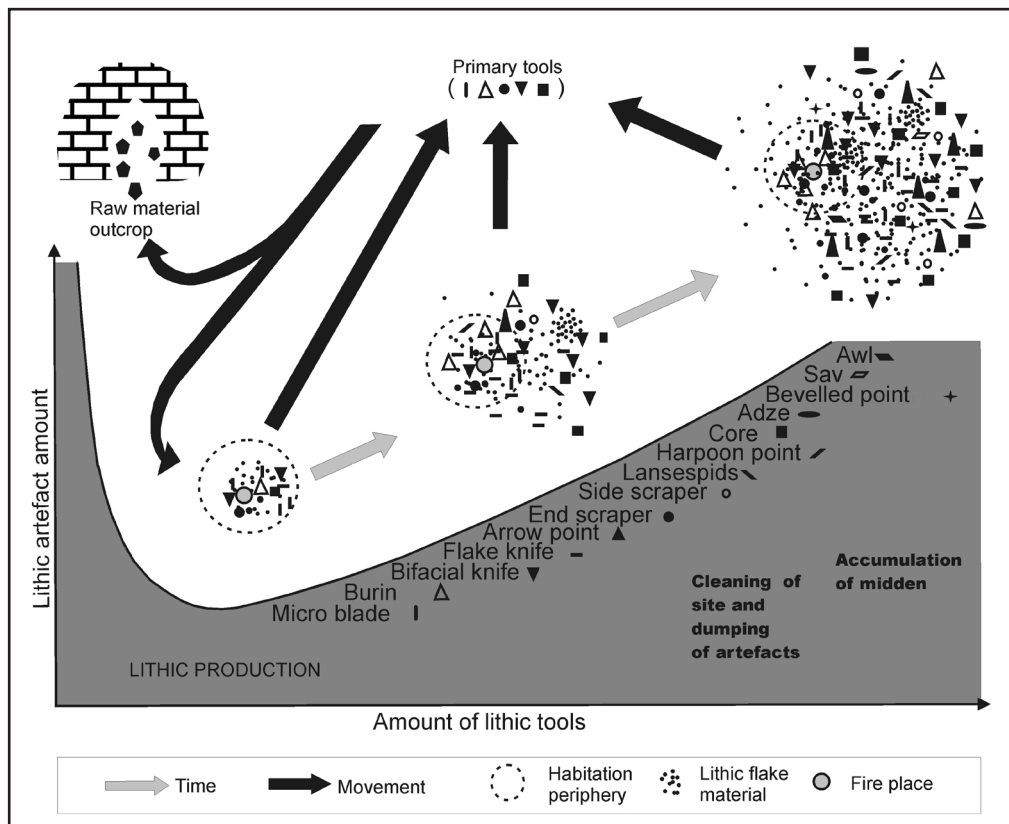 Primary tools
( )
Raw material
outcrop
Lithic artefact amount
Awl
Sav
Bevelled point
Adze
Core
Harpoon point
Lansespids
Side scraper
End scraper
Arrow point
Flake knife
Bifacial knife
Burin
Micro blade
Accumulation
of midden
Cleaning of
site and
dumping
of artefacts
LITHIC PRODUCTION
Amount of lithic tools
Time
Movement
Habitation
periphery
Lithic flake
material
Fire place